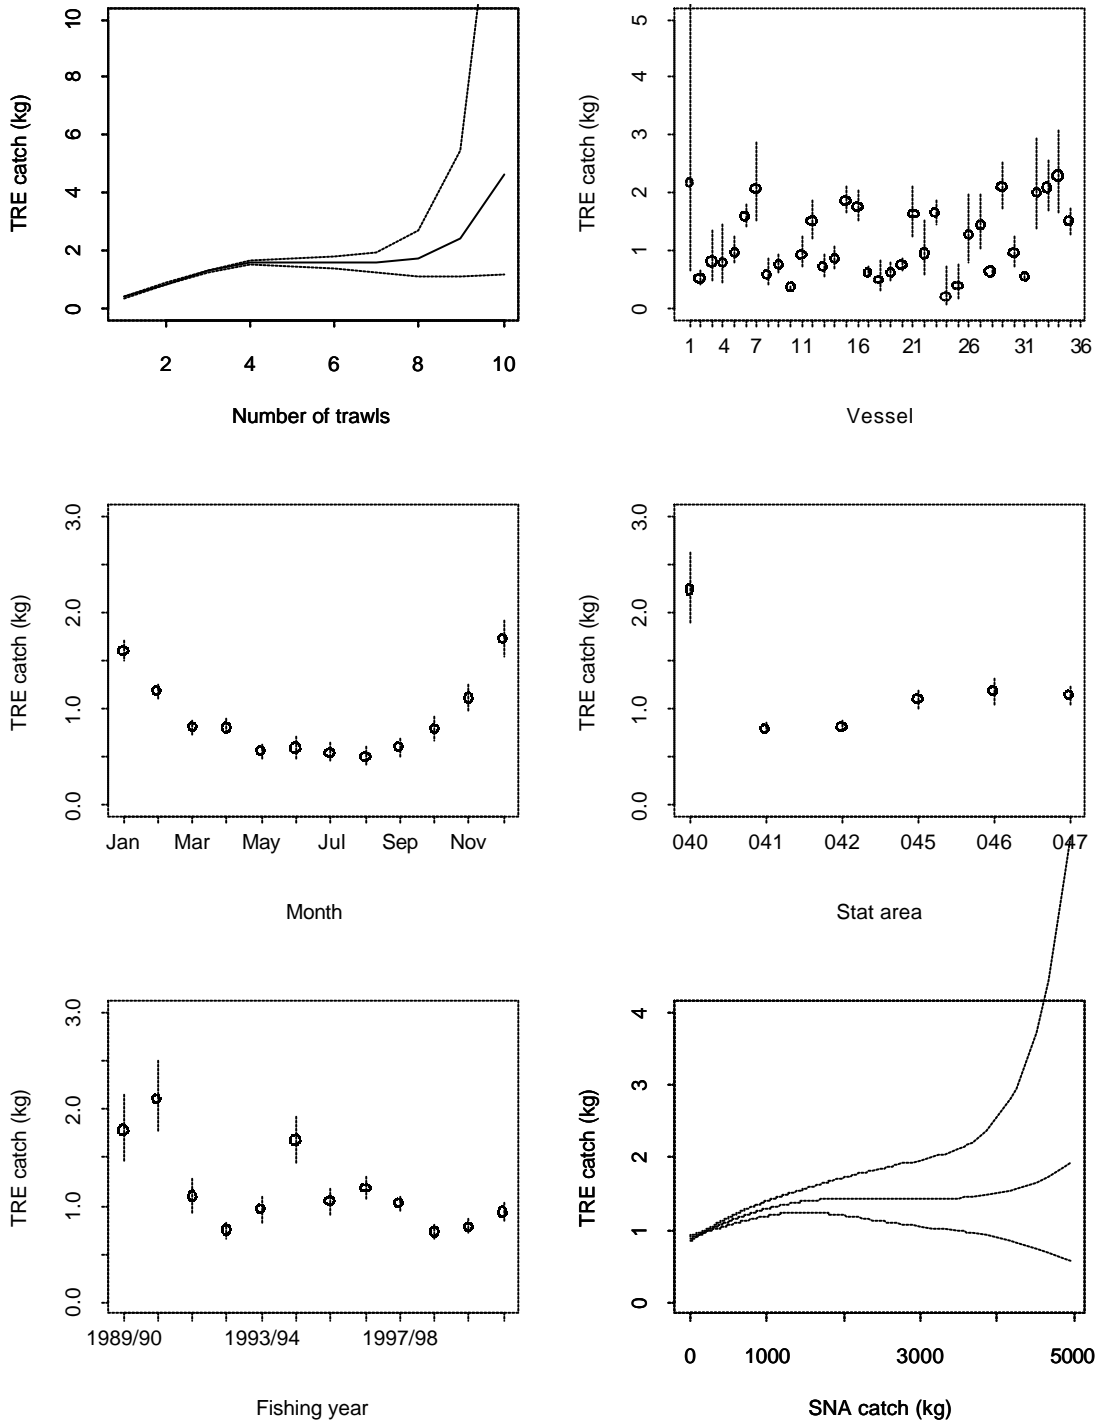 TRE catch (kg)
10
8
6
4
2
0
2 4 6 8 10
Number of trawls
TRE catch (kg)
5
4
3
2
1
0
1 4 7 11 16 21 26 31 36
Vessel
TRE catch (kg)
3.0
2.0
1.0
0.0
Jan Mar May Jul Sep Nov
Month
TRE catch (kg)
3.0
2.0
1.0
0.0
040 041 042 045 046 047
Stat area
TRE catch (kg)
3.0
2.0
1.0
0.0
1989/90 1993/94 1997/98
Fishing year
TRE catch (kg)
4
3
2
1
0
0 1000 3000 5000
SNA catch (kg)